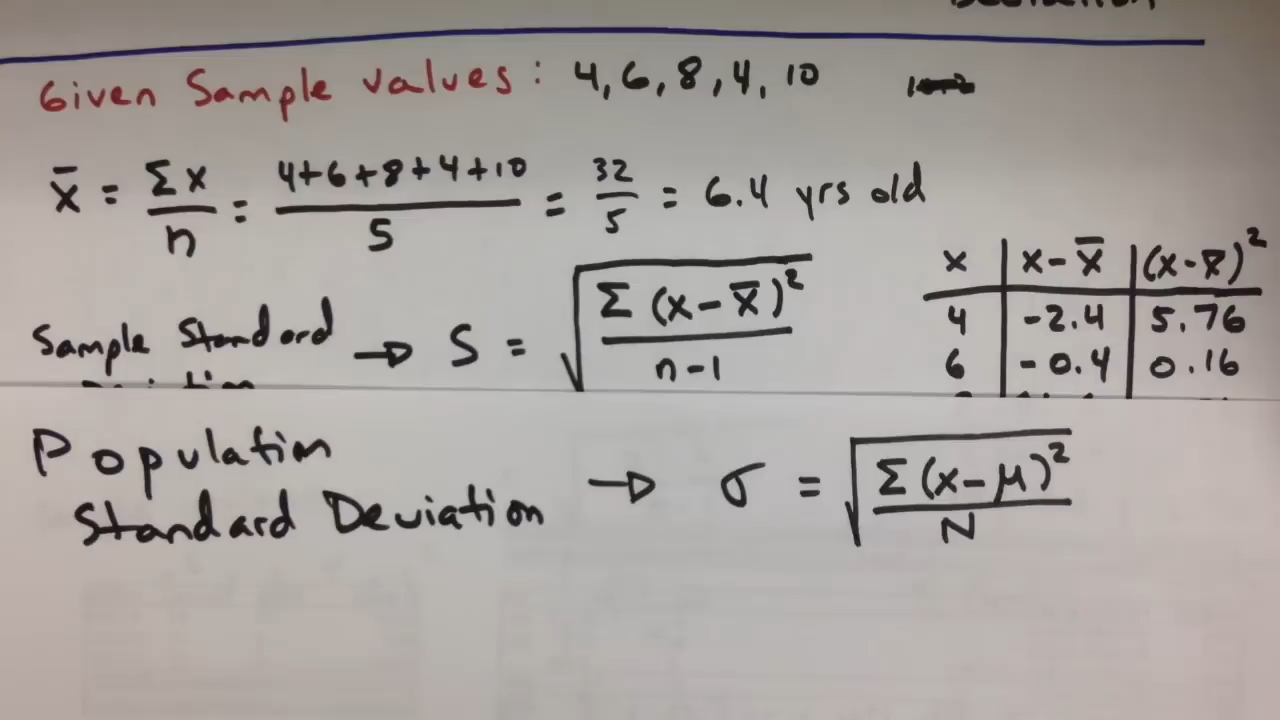 Given Sample values: 4, 6, 8, 4, 10
x̄ = Σx/n = 4+6+8+4+10/5 = 32/5 = 6.4 yrs old
x | x-x̄ | (x-x̄)²
4 | -2.4 | 5.76
6 | -0.4 | 0.16
Sample Standard → S = √(Σ(x-x̄)²/(n-1))
Population
Standard Deviation → σ = √(Σ(x-μ)²/N)